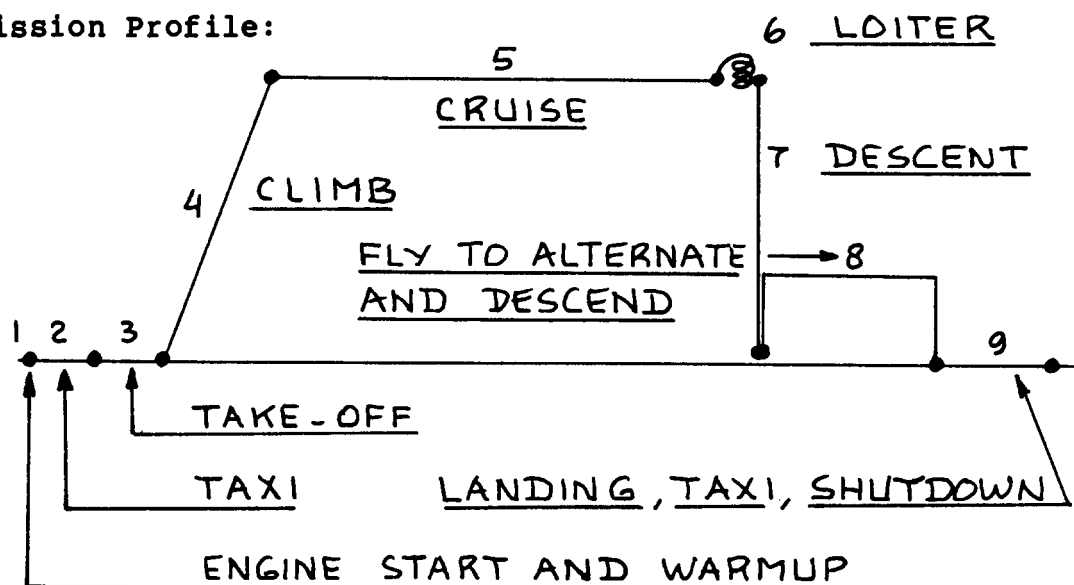 ission Profile:
6 LOITER
5
CRUISE
7 DESCENT
4 CLIMB
FLY TO ALTERNATE → 8
AND DESCEND
1 2 3 9
TAKE-OFF
TAXI LANDING, TAXI, SHUTDOWN
ENGINE START AND WARMUP